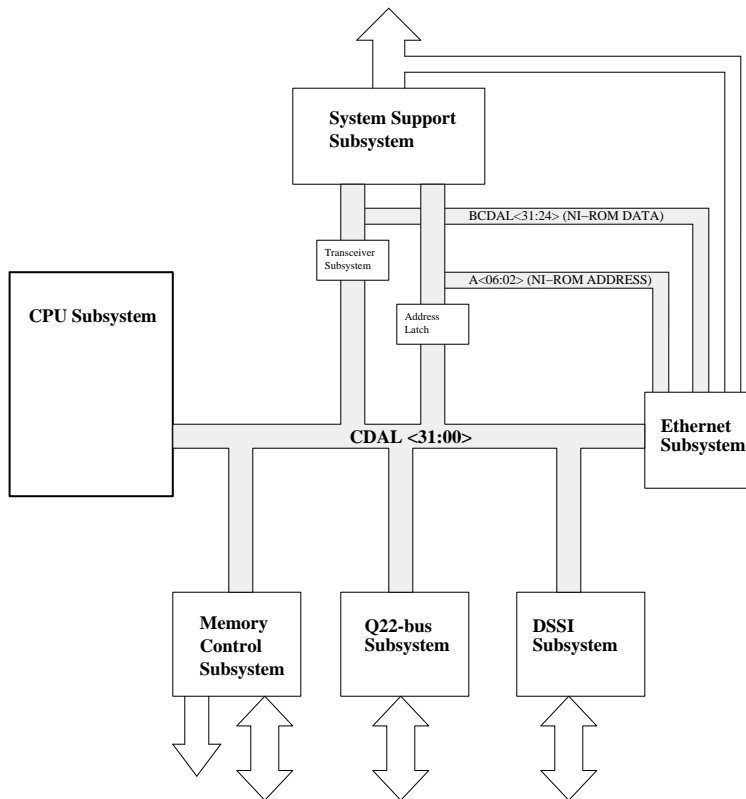 System Support
Subsystem
BCDAL<31:24> (NI−ROM DATA)
Transceiver
Subsystem
A<06:02> (NI−ROM ADDRESS)
CPU Subsystem
Address
Latch
CDAL <31:00>
Ethernet
Subsystem
Memory
Control
Subsystem
Q22-bus
Subsystem
DSSI
Subsystem